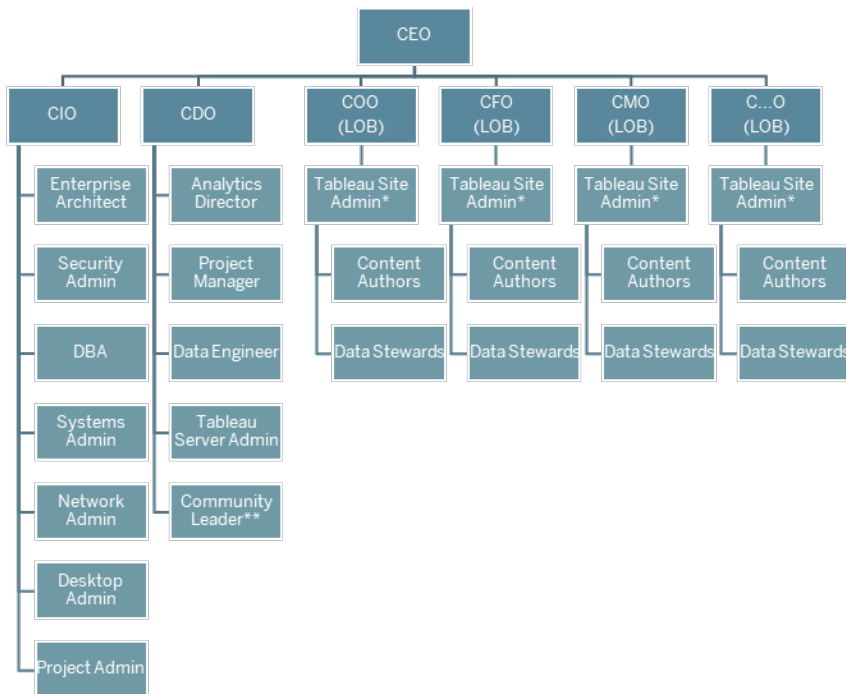 CEO
CIO
CDO
COO
(LOB)
CFO
(LOB)
CMO
(LOB)
C...O
(LOB)
Enterprise
Architect
Analytics
Director
Tableau Site
Admin*
Tableau Site
Admin*
Tableau Site
Admin*
Tableau Site
Admin*
Security
Admin
Project
Manager
Content
Authors
Content
Authors
Content
Authors
Content
Authors
DBA
Data Engineer
Data Stewards
Data Stewards
Data Stewards
Data Stewards
Systems
Admin
Tableau
Server Admin
Network
Admin
Community
Leader**
Desktop
Admin
Project Admin